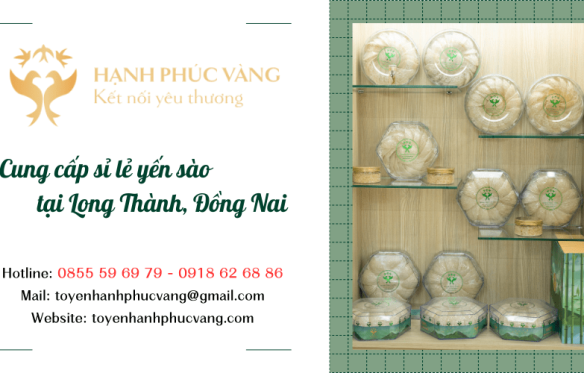 HẠNH PHÚC VÀNG
Kết nối yêu thương
Cung cấp sỉ lẻ yến sào
tại Long Thành, Đồng Nai
Hotline: 0855 59 69 79 - 0918 62 68 86
Mail: toyenhanhphucvang@gmail.com
Website: toyenhanhphucvang.com